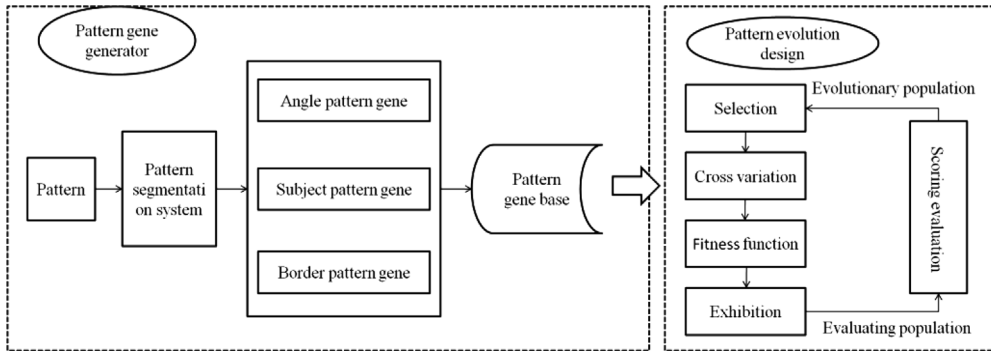 Pattern gene
generator
Pattern
Pattern
segmentati
on system
Angle pattern gene
Subject pattern gene
Border pattern gene
Pattern
gene base
Pattern evolution
design
Evolutionary population
Selection
Cross variation
Fitness function
Exhibition
Scoring evaluation
Evaluating population